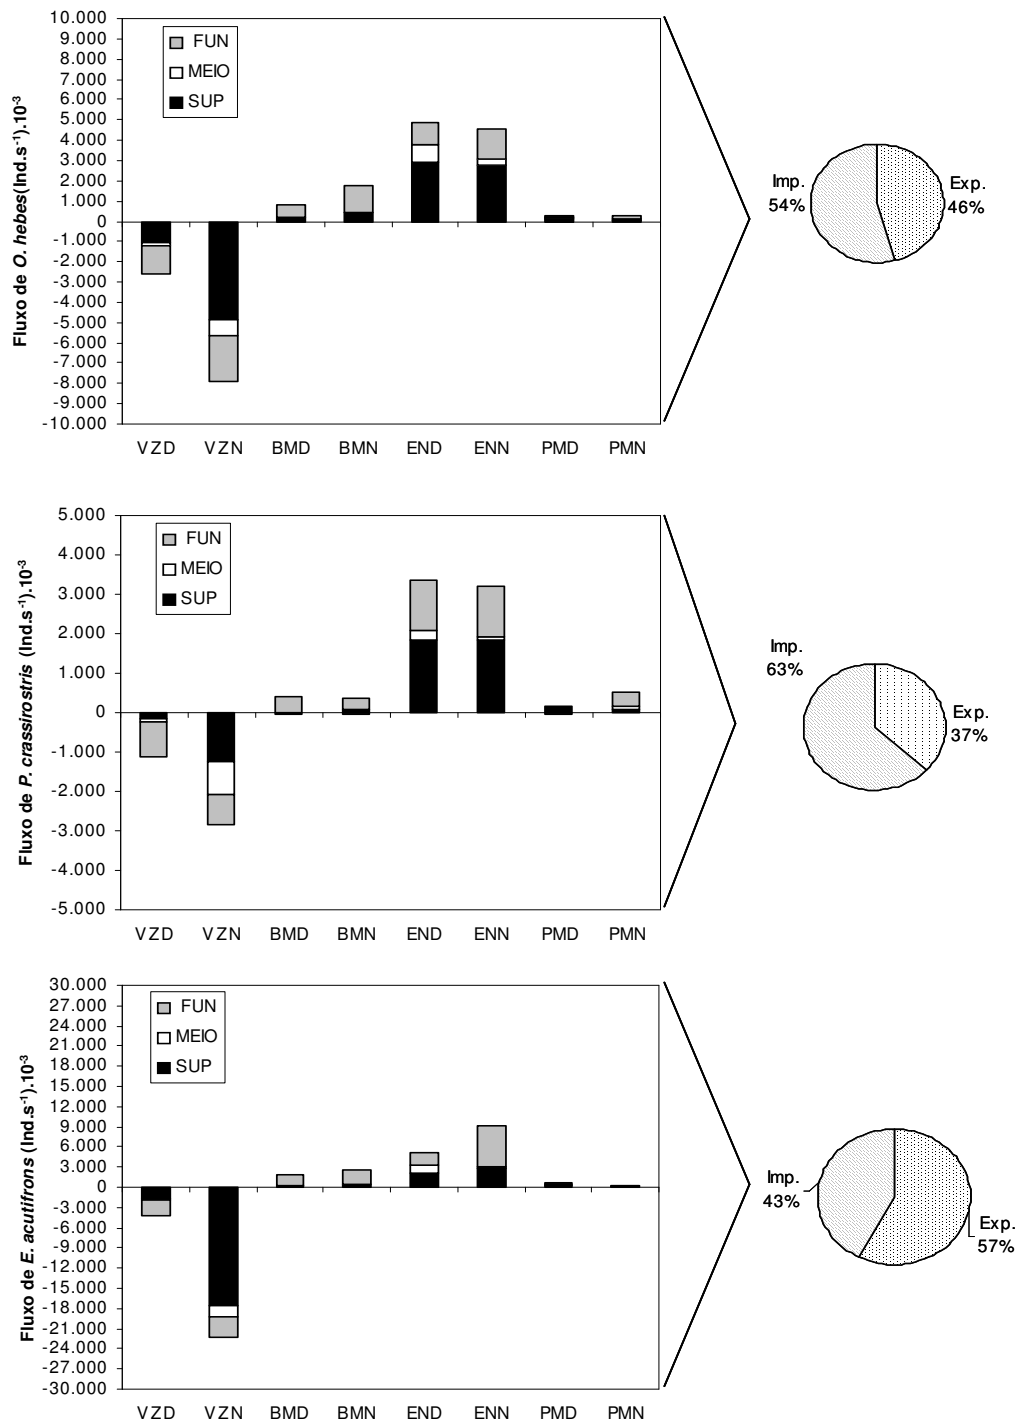 Fluxo de O. hebes(Ind.s⁻¹).10⁻³
10.000
9.000
8.000
7.000
6.000
5.000
4.000
3.000
2.000
1.000
0
-1.000
-2.000
-3.000
-4.000
-5.000
-6.000
-7.000
-8.000
-9.000
-10.000
FUN
MEIO
SUP
VZD VZN BMD BMN END ENN PMD PMN
Imp.
54%
Exp.
46%
Fluxo de P. crassirostris (Ind.s⁻¹).10⁻³
5.000
4.000
3.000
2.000
1.000
0
-1.000
-2.000
-3.000
-4.000
-5.000
FUN
MEIO
SUP
VZD VZN BMD BMN END ENN PMD PMN
Imp.
63%
Exp.
37%
Fluxo de E. acutifrons (Ind.s⁻¹).10⁻³
30.000
27.000
24.000
21.000
18.000
15.000
12.000
9.000
6.000
3.000
0
-3.000
-6.000
-9.000
-12.000
-15.000
-18.000
-21.000
-24.000
-27.000
-30.000
FUN
MEIO
SUP
VZD VZN BMD BMN END ENN PMD PMN
Imp.
43%
Exp.
57%